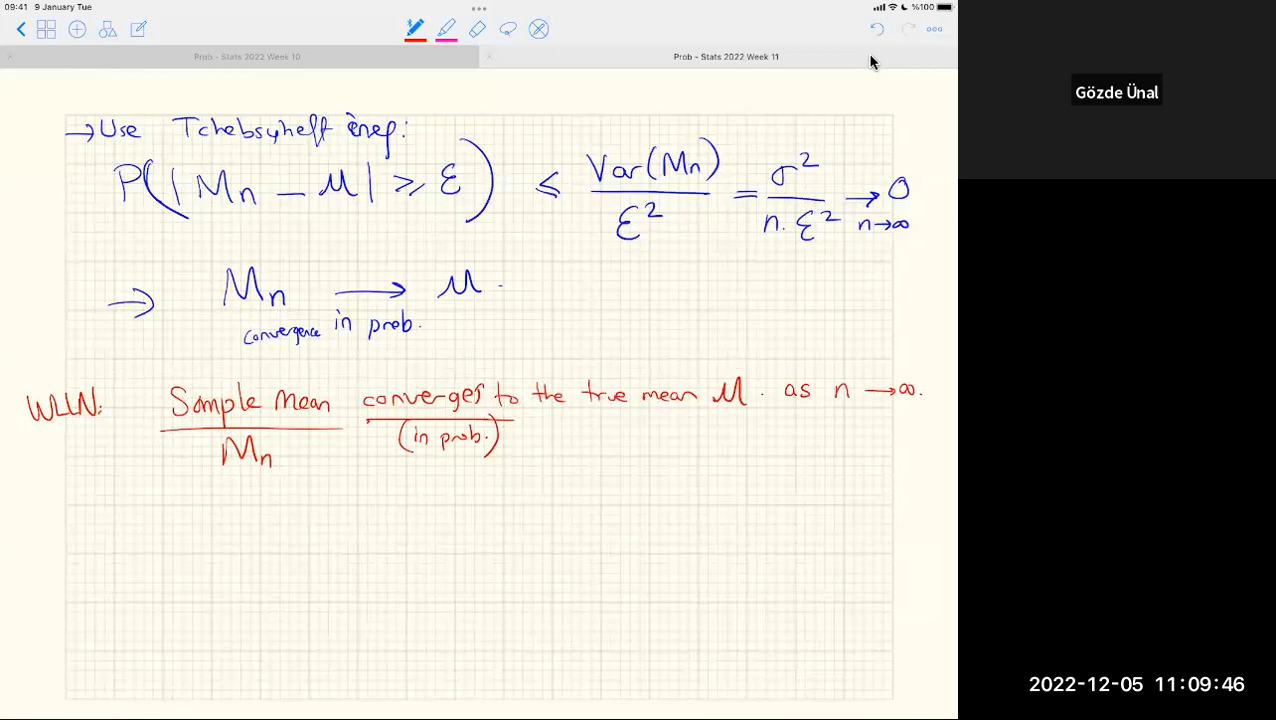 09:41 9 January Tue
%100
Prob - Stats 2022 Week 10
Prob - Stats 2022 Week 11
Gözde Ünal
→ Use Tchebsyheff ineq:
P(|Mn - μ| ≥ ε) ≤ Var(Mn) / ε² = σ² / n.ε² → 0
n→∞
⇒ Mn → μ.
convergence in prob.
WLLN: Sample Mean converges to the true mean μ. as n → ∞.
Mn (in prob.)
2022-12-05 11:09:46